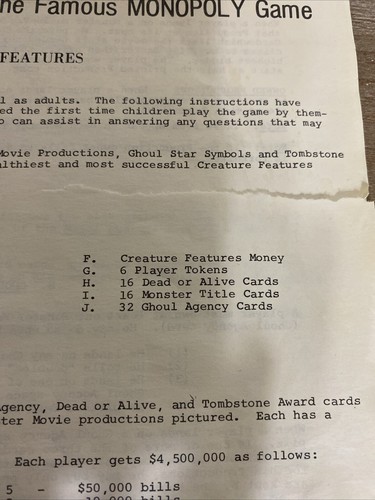 he Famous MONOPOLY Game
FEATURES
l as adults. The following instructions have
ed the first time children play the game by them-
o can assist in answering any questions that may
Movie Productions, Ghoul Star Symbols and Tombstone
lthiest and most successful Creature Features
F. Creature Features Money
G. 6 Player Tokens
H. 16 Dead or Alive Cards
I. 16 Monster Title Cards
J. 32 Ghoul Agency Cards
Agency, Dead or Alive, and Tombstone Award cards
ter Movie productions pictured. Each has a
Each player gets $4,500,000 as follows:
5 - $50,000 bills
bills